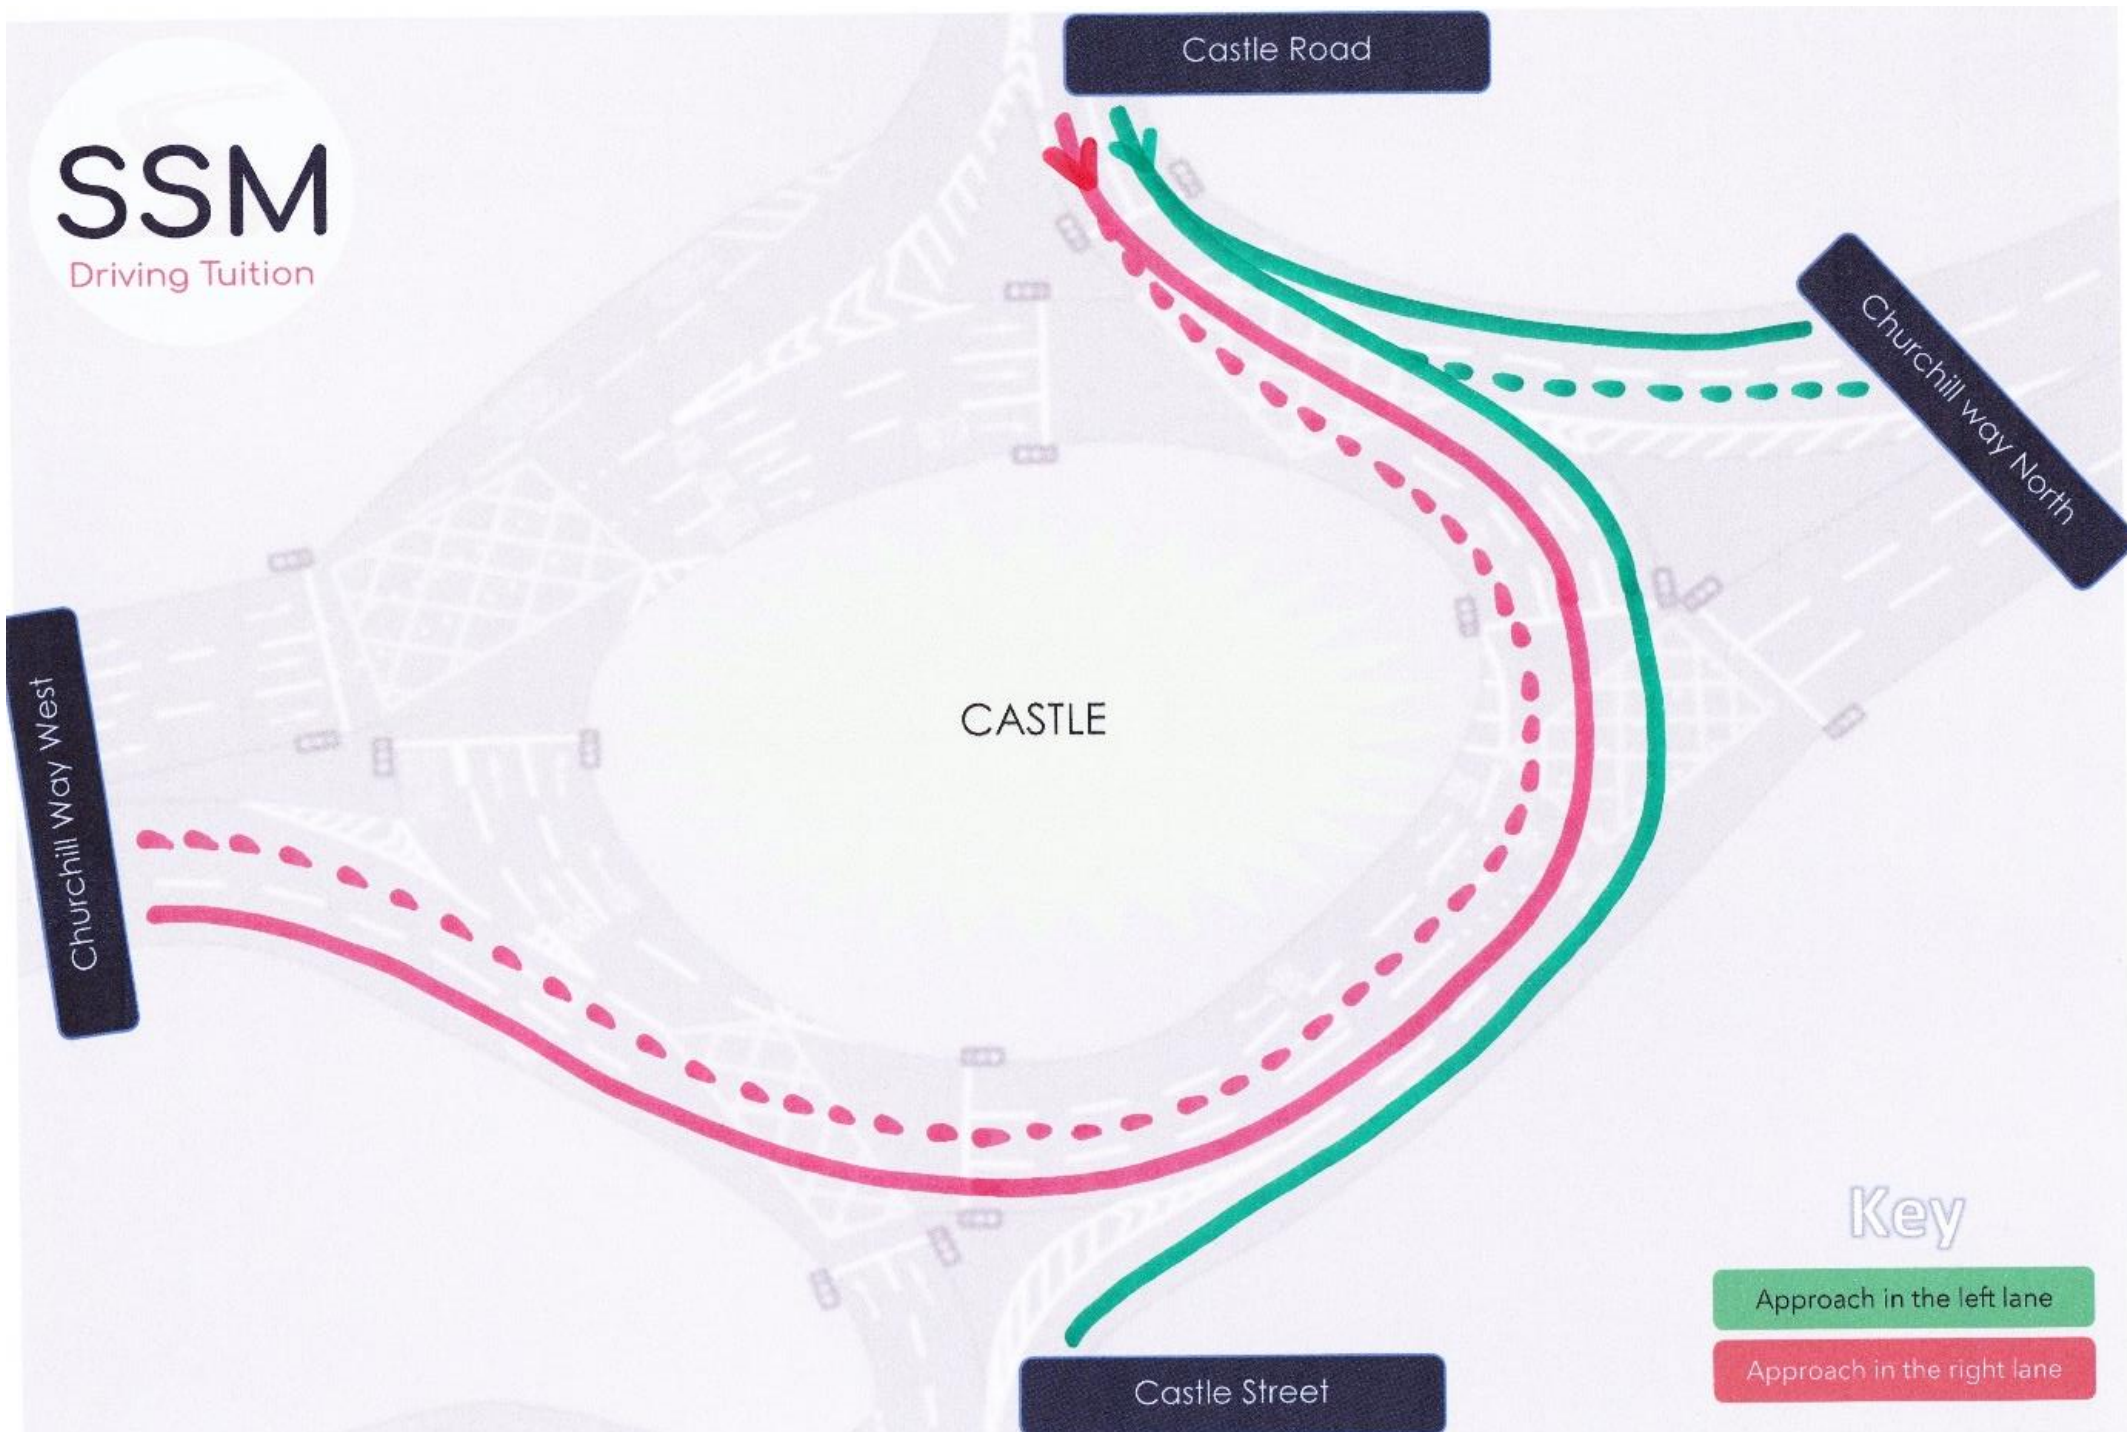 Castle Road
SSM
Driving Tuition
Churchill way North
Churchill Way West
CASTLE
Key
Approach in the left lane
Approach in the right lane
Castle Street